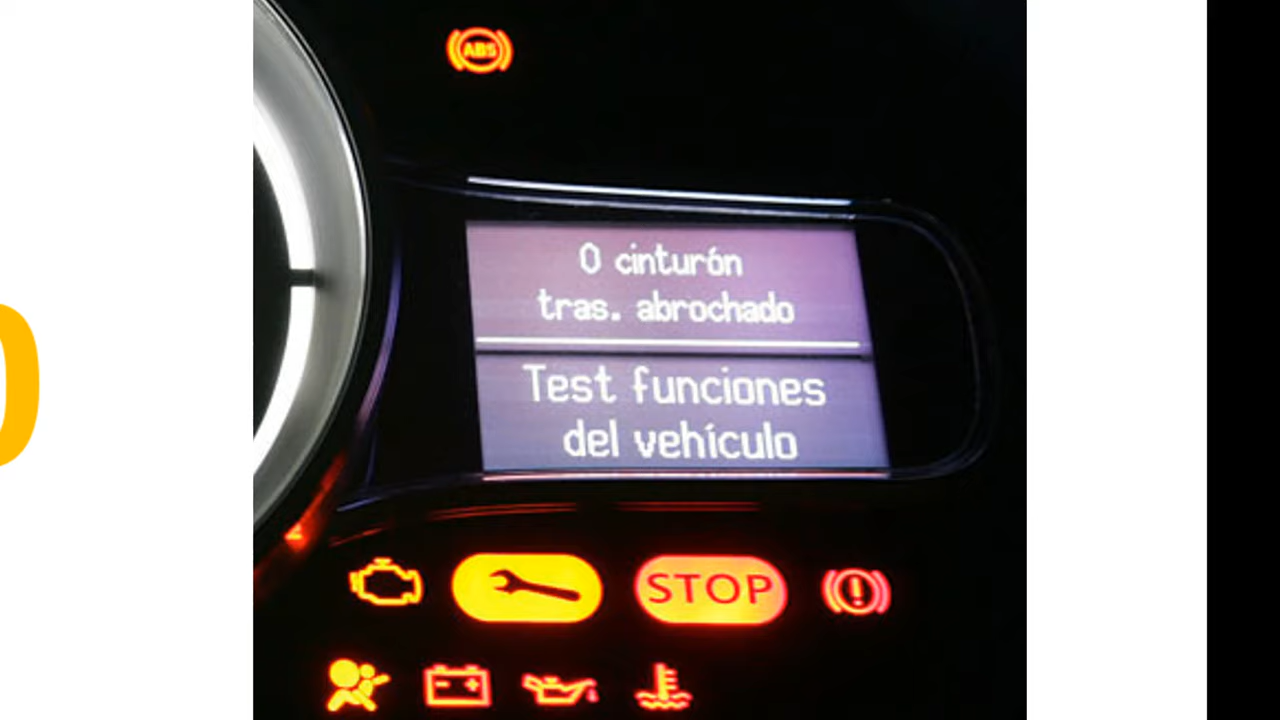 ABS
0 cinturón
tras. abrochado
Test funciones
del vehículo
STOP